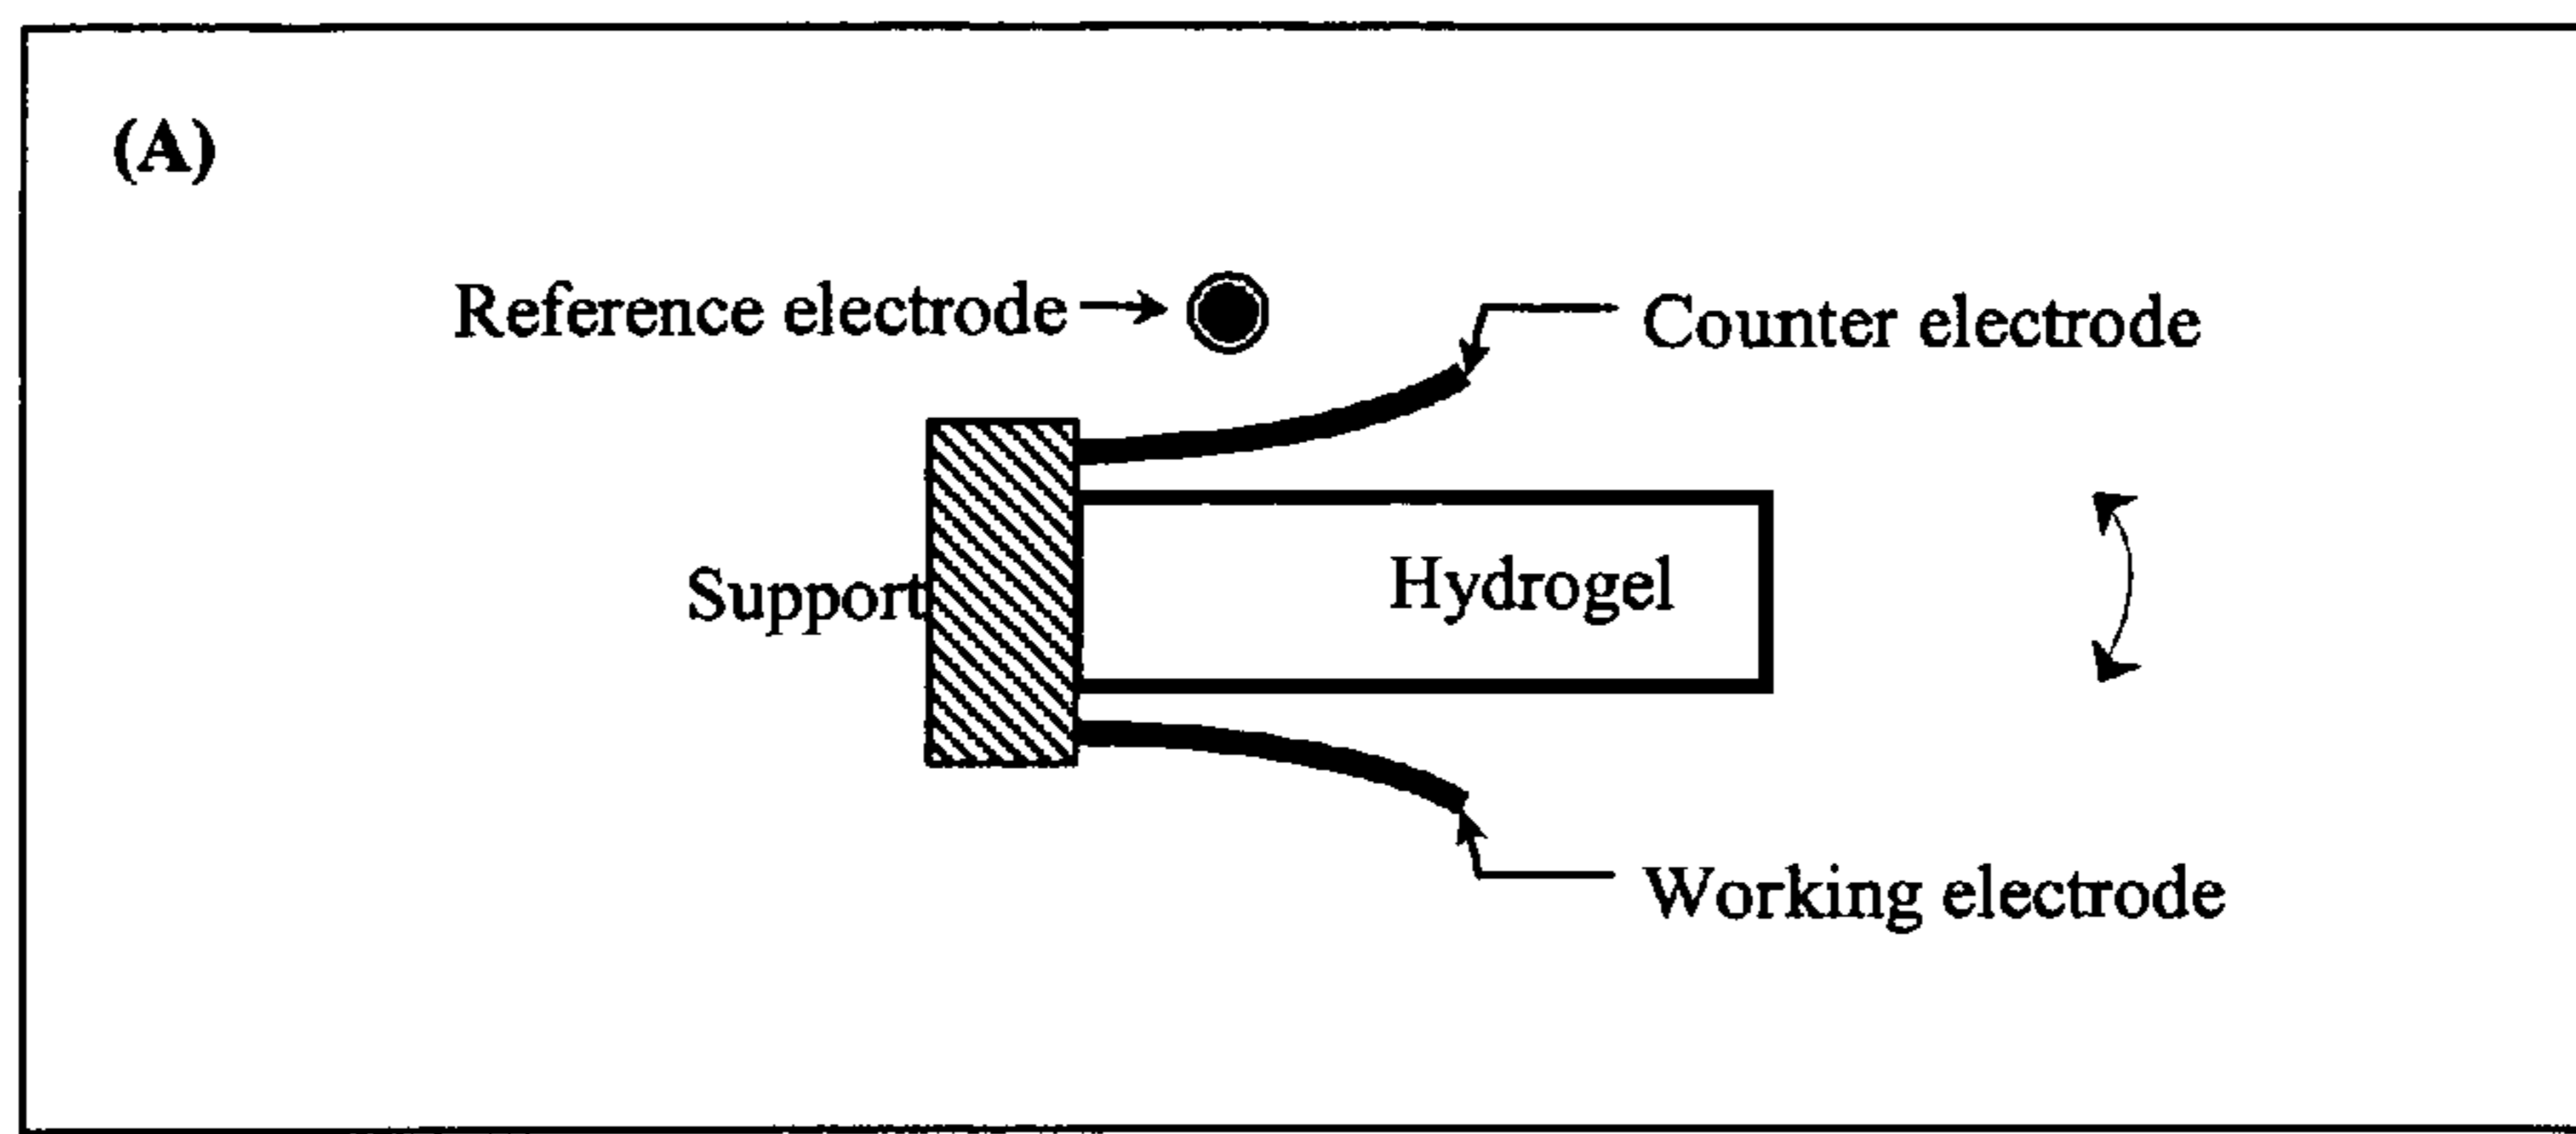 (A)
Reference electrode
Counter electrode
Support
Hydrogel
Working electrode